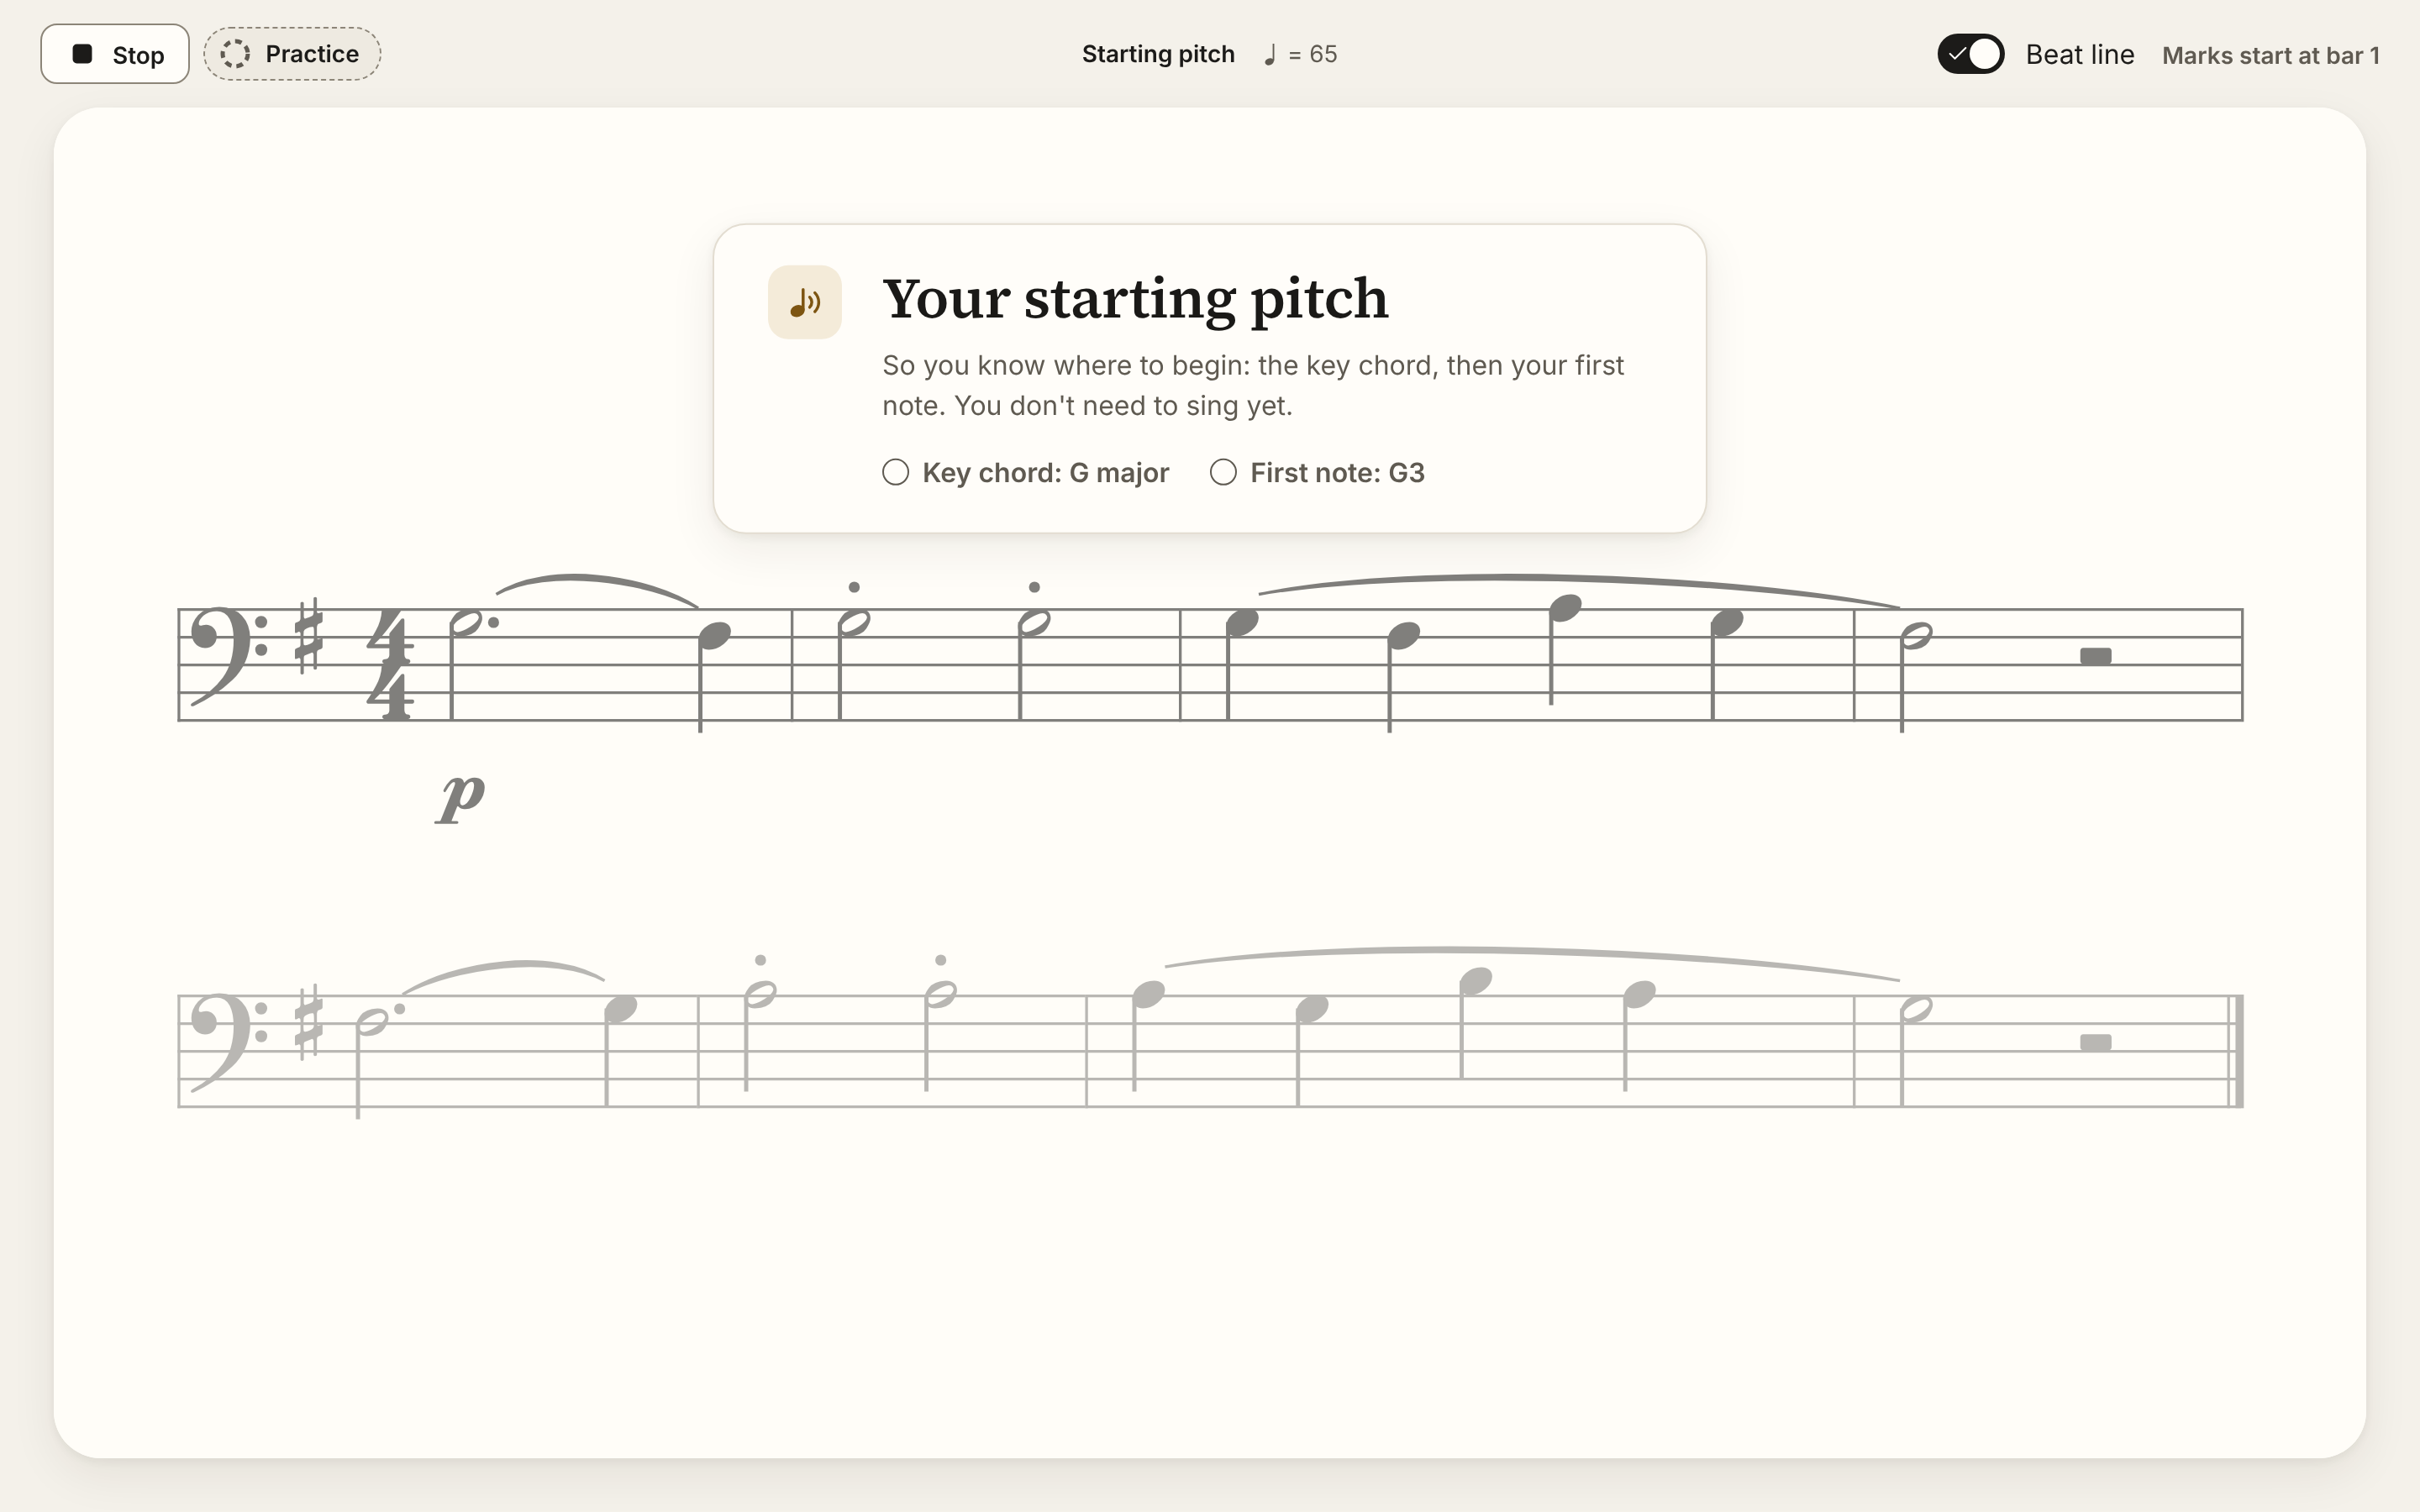 Stop
Practice
Starting pitch
= 65
Beat line
Marks start at bar 1
Your starting pitch
So you know where to begin: the key chord, then your first
note. You don't need to sing yet.
Key chord: G major
First note: G3
4
4
p